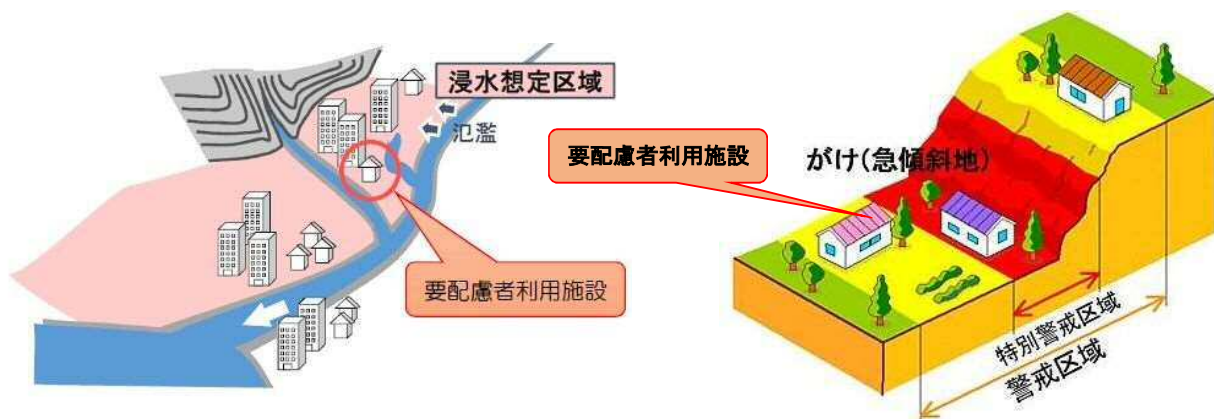 浸水想定区域
氾濫
要配慮者利用施設
要配慮者利用施設
がけ(急傾斜地)
特別警戒区域
警戒区域